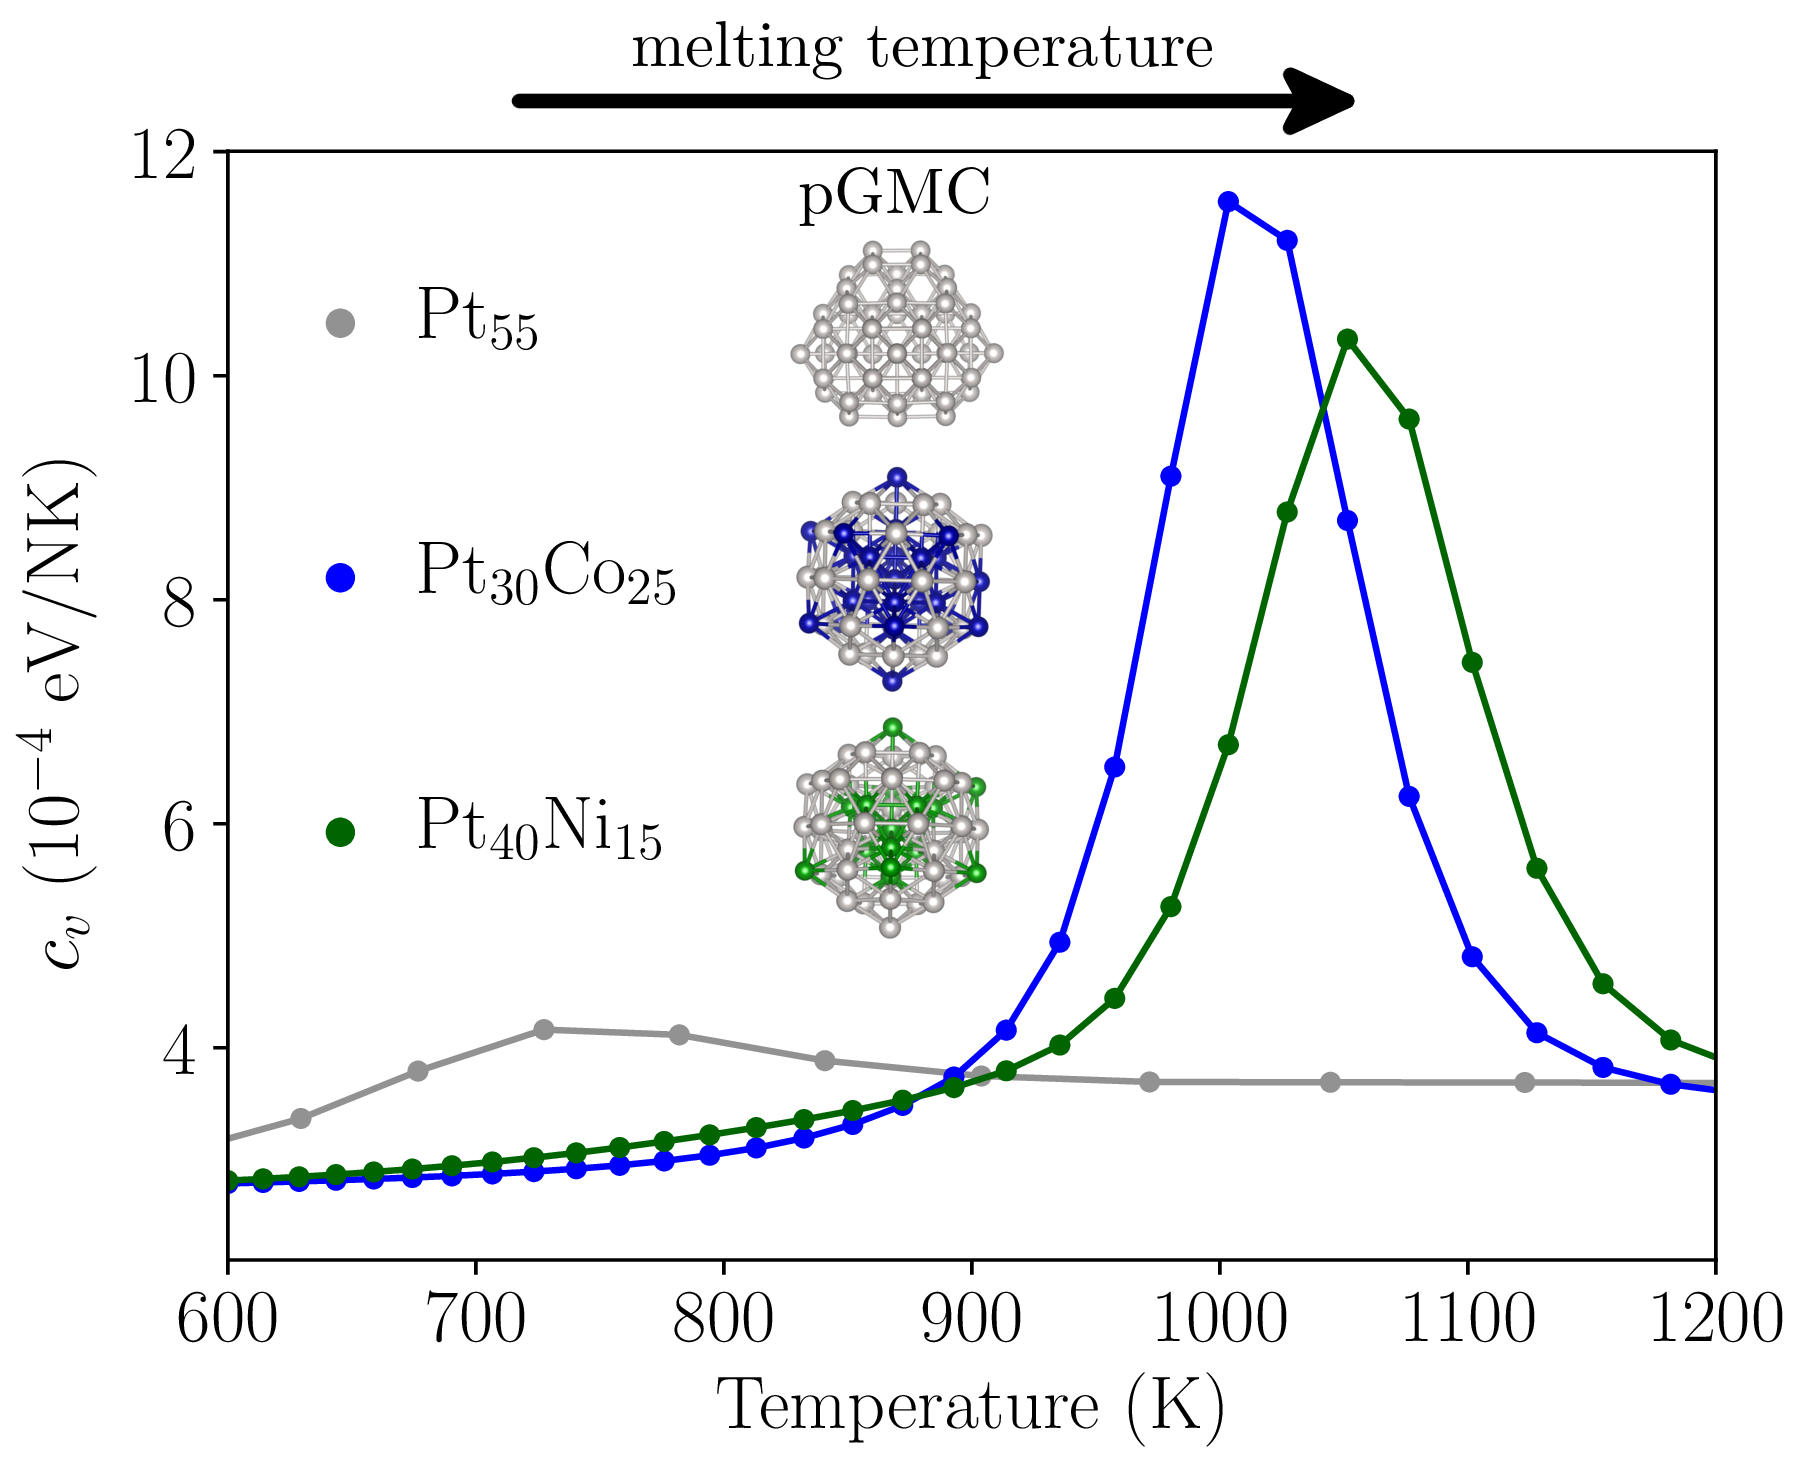 melting temperature
pGMC
Pt₅₅
Pt₃₀Co₂₅
Pt₄₀Ni₁₅
12
10
8
6
4
c_v (10⁻⁴ eV/NK)
600 700 800 900 1000 1100 1200
Temperature (K)